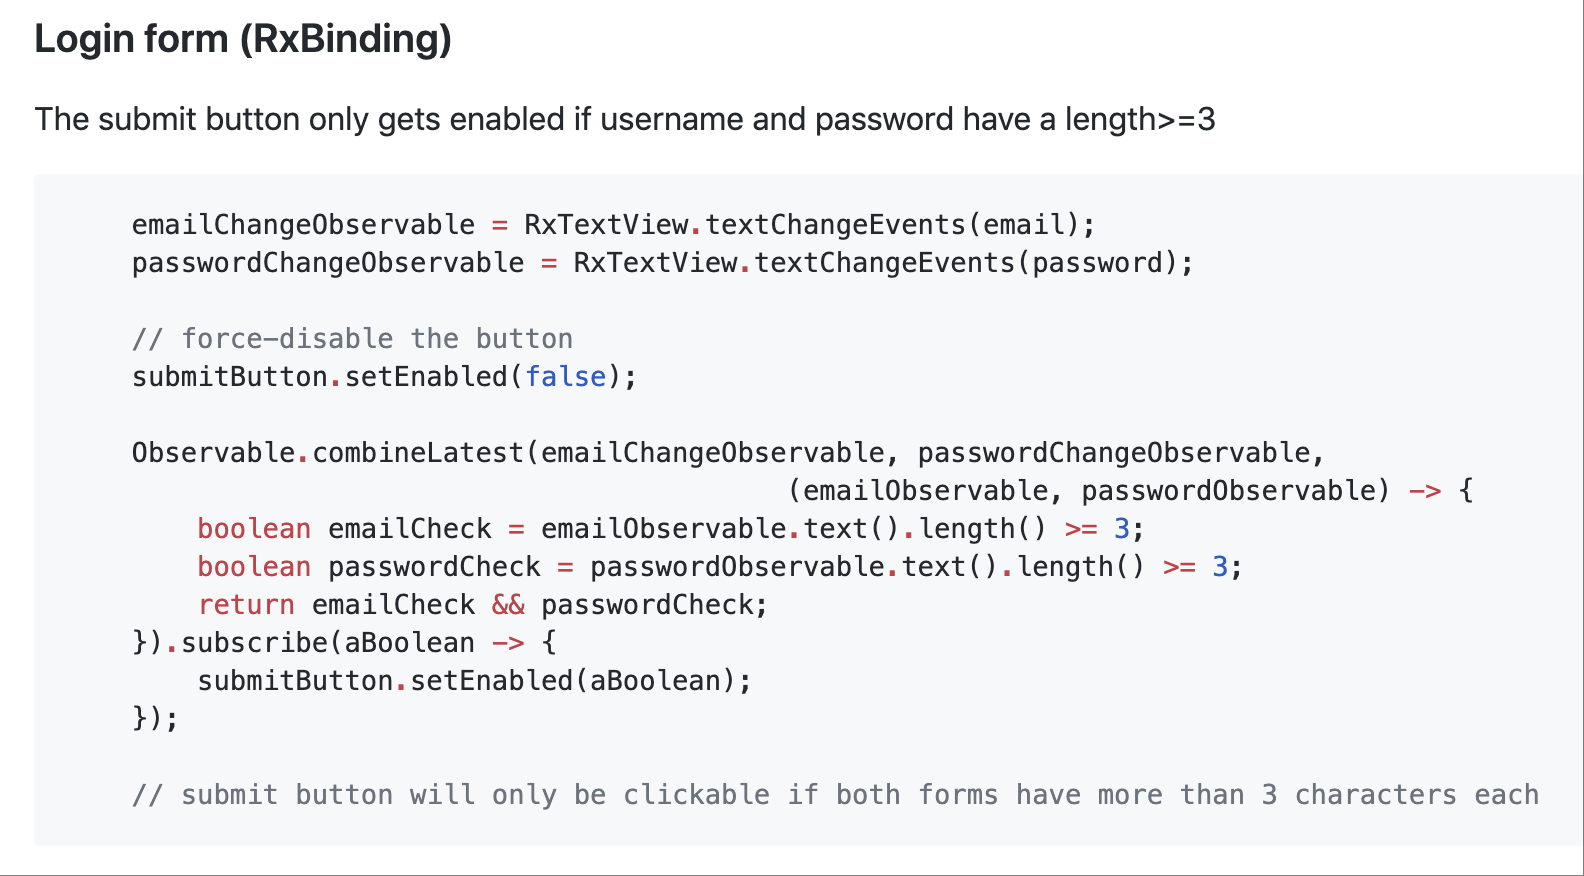 Login form (RxBinding)
The submit button only gets enabled if username and password have a length>=3
emailChangeObservable = RxTextView.textChangeEvents(email);
passwordChangeObservable = RxTextView.textChangeEvents(password);
// force-disable the button
submitButton.setEnabled(false);
Observable.combineLatest(emailChangeObservable, passwordChangeObservable,
(emailObservable, passwordObservable) -> {
boolean emailCheck = emailObservable.text().length() >= 3;
boolean passwordCheck = passwordObservable.text().length() >= 3;
return emailCheck && passwordCheck;
}).subscribe(aBoolean -> {
submitButton.setEnabled(aBoolean);
});
// submit button will only be clickable if both forms have more than 3 characters each